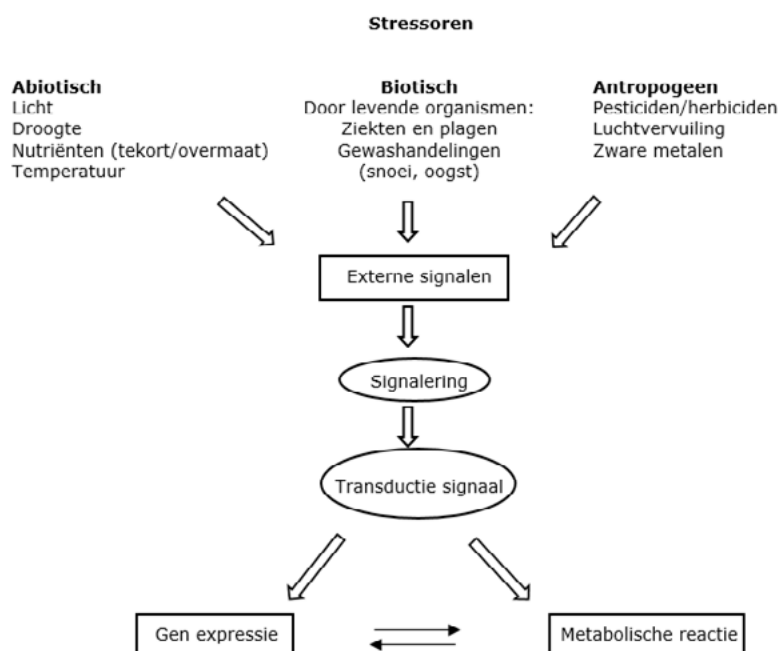 Stressoren
Abiotisch
Licht
Droogte
Nutriënten (tekort/overmaat)
Temperatuur
Biotisch
Door levende organismen:
Ziekten en plagen
Gewashandelingen
(snoei, oogst)
Antropogeen
Pesticiden/herbiciden
Luchtvervuiling
Zware metalen
Externe signalen
Signalering
Transductie signaal
Gen expressie
Metabolische reactie